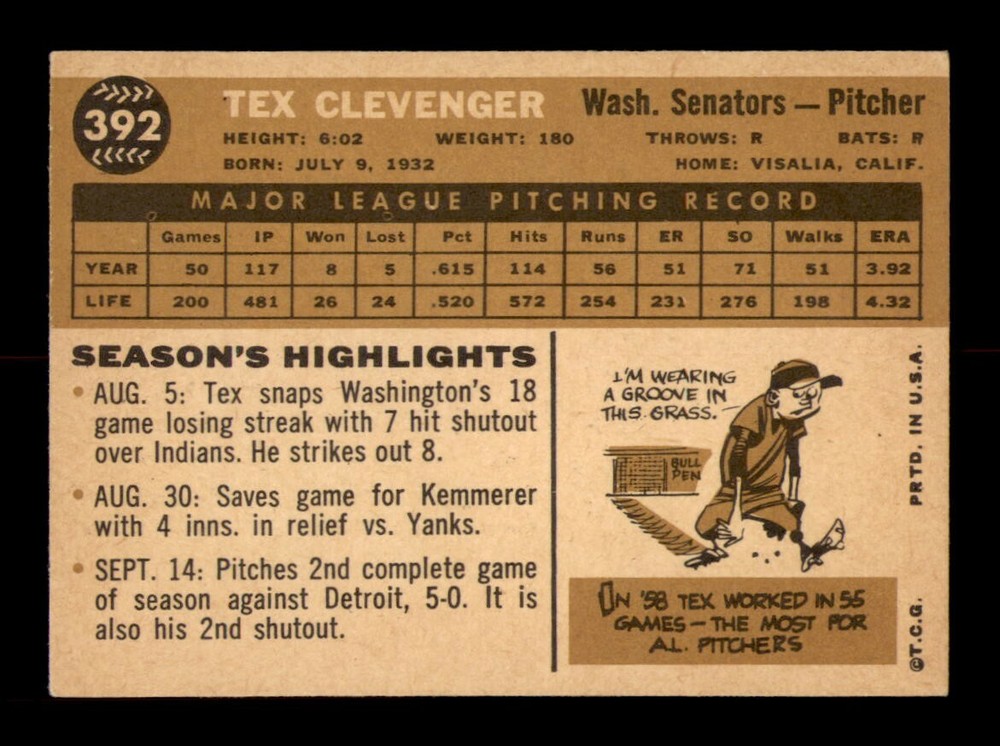 392
TEX CLEVENGER Wash. Senators — Pitcher
HEIGHT: 6:02 WEIGHT: 180 THROWS: R BATS: R
BORN: JULY 9, 1932 HOME: VISALIA, CALIF.
MAJOR LEAGUE PITCHING RECORD
Games IP Won Lost Pct Hits Runs ER SO Walks ERA
YEAR 50 117 8 5 .615 114 56 51 71 51 3.92
LIFE 200 481 26 24 .520 572 254 231 276 198 4.32
SEASON'S HIGHLIGHTS
• AUG. 5: Tex snaps Washington's 18
game losing streak with 7 hit shutout
over Indians. He strikes out 8.
• AUG. 30: Saves game for Kemmerer
with 4 inns. in relief vs. Yanks.
• SEPT. 14: Pitches 2nd complete game
of season against Detroit, 5-0. It is
also his 2nd shutout.
I'M WEARING
A GROOVE IN
THIS GRASS.
BULL
PEN
IN '58 TEX WORKED IN 55
GAMES — THE MOST FOR
A.L. PITCHERS
©T.C.G. PRTD. IN U.S.A.